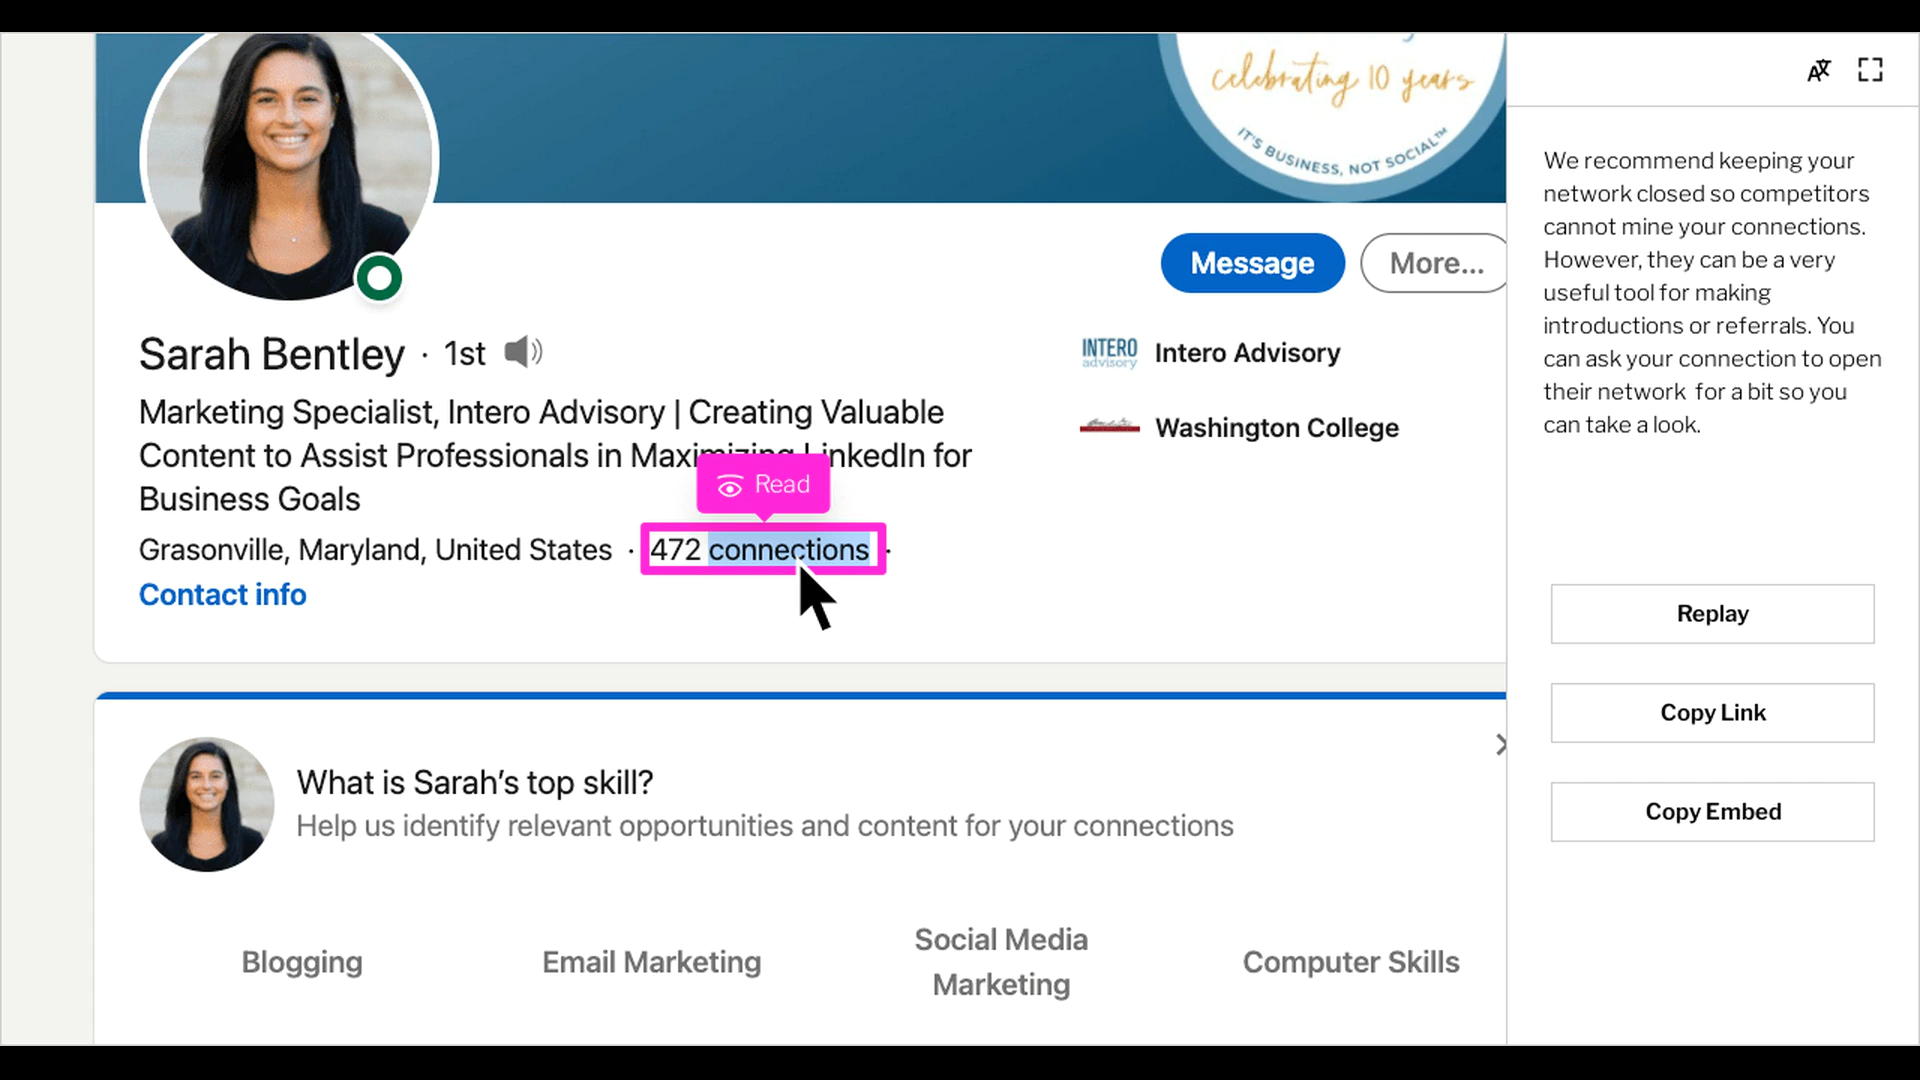 celebrating 10 years
IT'S BUSINESS, NOT SOCIAL™
Message
More...
Sarah Bentley · 1st
INTERO
advisory
Intero Advisory
Marketing Specialist, Intero Advisory | Creating Valuable
Content to Assist Professionals in Maximizing LinkedIn for
Business Goals
Washington College
Read
Grasonville, Maryland, United States · 472 connections ·
Contact info
What is Sarah's top skill?
Help us identify relevant opportunities and content for your connections
Blogging
Email Marketing
Social Media
Marketing
Computer Skills
We recommend keeping your
network closed so competitors
cannot mine your connections.
However, they can be a very
useful tool for making
introductions or referrals. You
can ask your connection to open
their network for a bit so you
can take a look.
Replay
Copy Link
Copy Embed